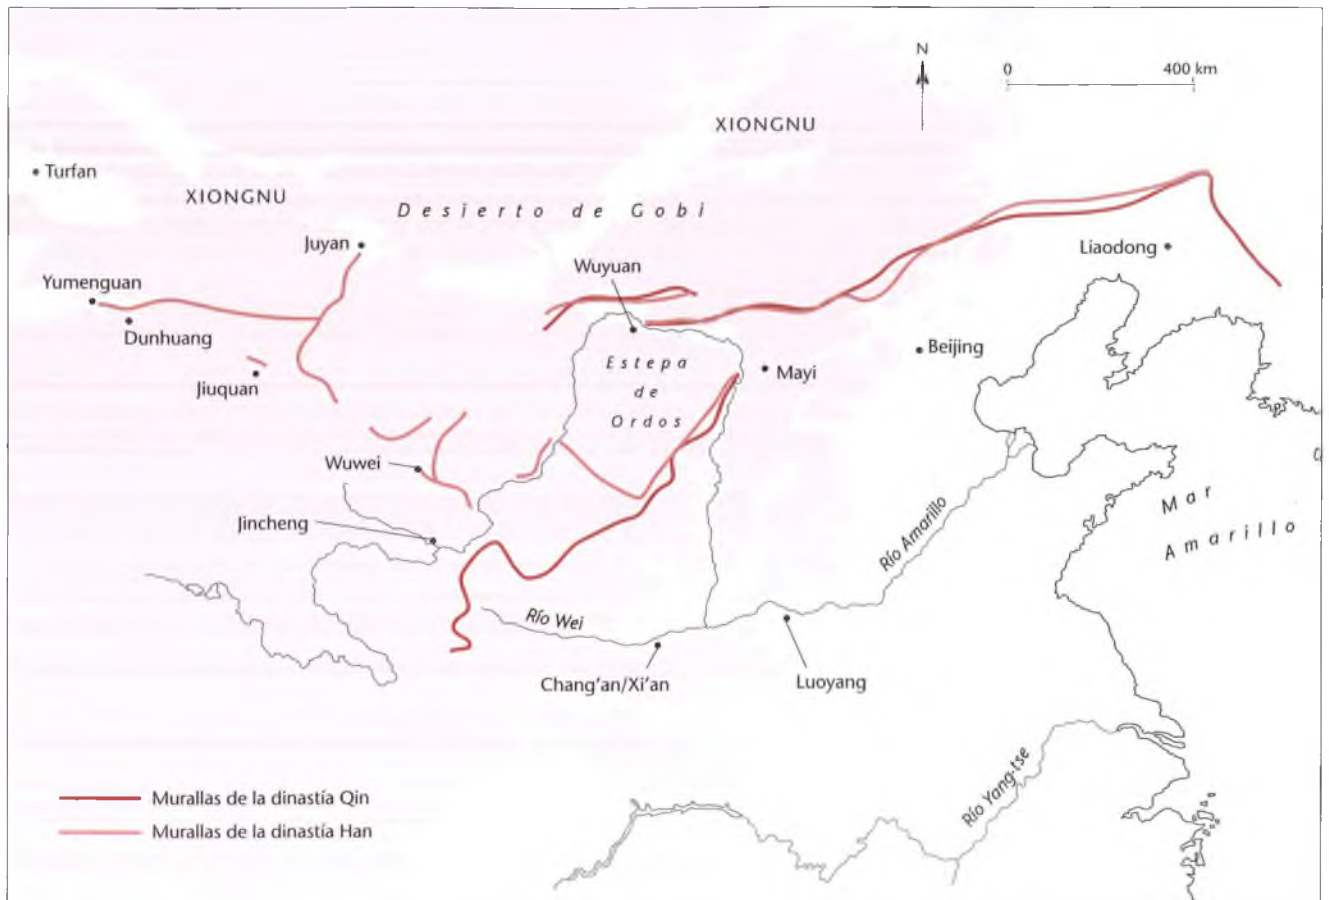 N
0 400 km
XIONGNU
Turfan
XIONGNU
Desierto de Gobi
Juyan
Liaodong
Wuyuan
Yumenguan
Dunhuang
Beijing
Estepa
de
Ordos
Mayi
Jiuquan
Wuwei
Mar
Amarillo
Jincheng
Río Amarillo
Río Wei
Chang'an/Xi'an
Luoyang
Río Yang-tse
Murallas de la dinastía Qin
Murallas de la dinastía Han